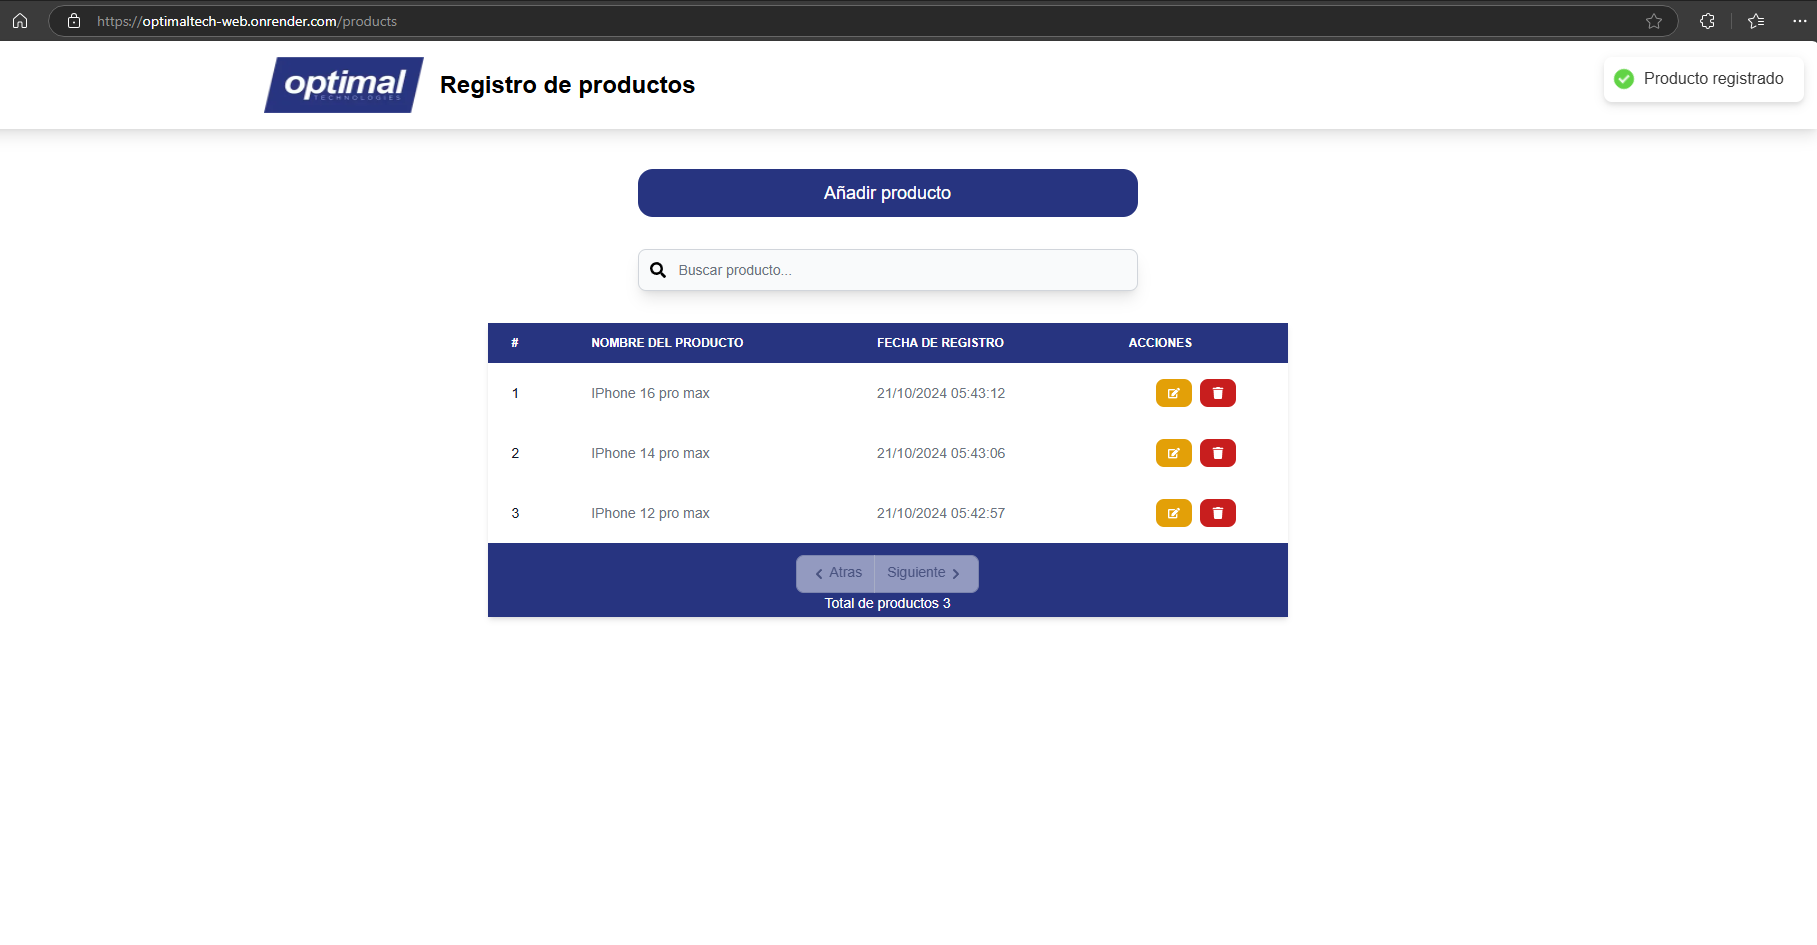 https://optimaltech-web.onrender.com/products
optimal
TECHNOLOGIES
Registro de productos
Producto registrado
Añadir producto
Buscar producto...
# NOMBRE DEL PRODUCTO FECHA DE REGISTRO ACCIONES
1 IPhone 16 pro max 21/10/2024 05:43:12
2 IPhone 14 pro max 21/10/2024 05:43:06
3 IPhone 12 pro max 21/10/2024 05:42:57
Atras Siguiente
Total de productos 3